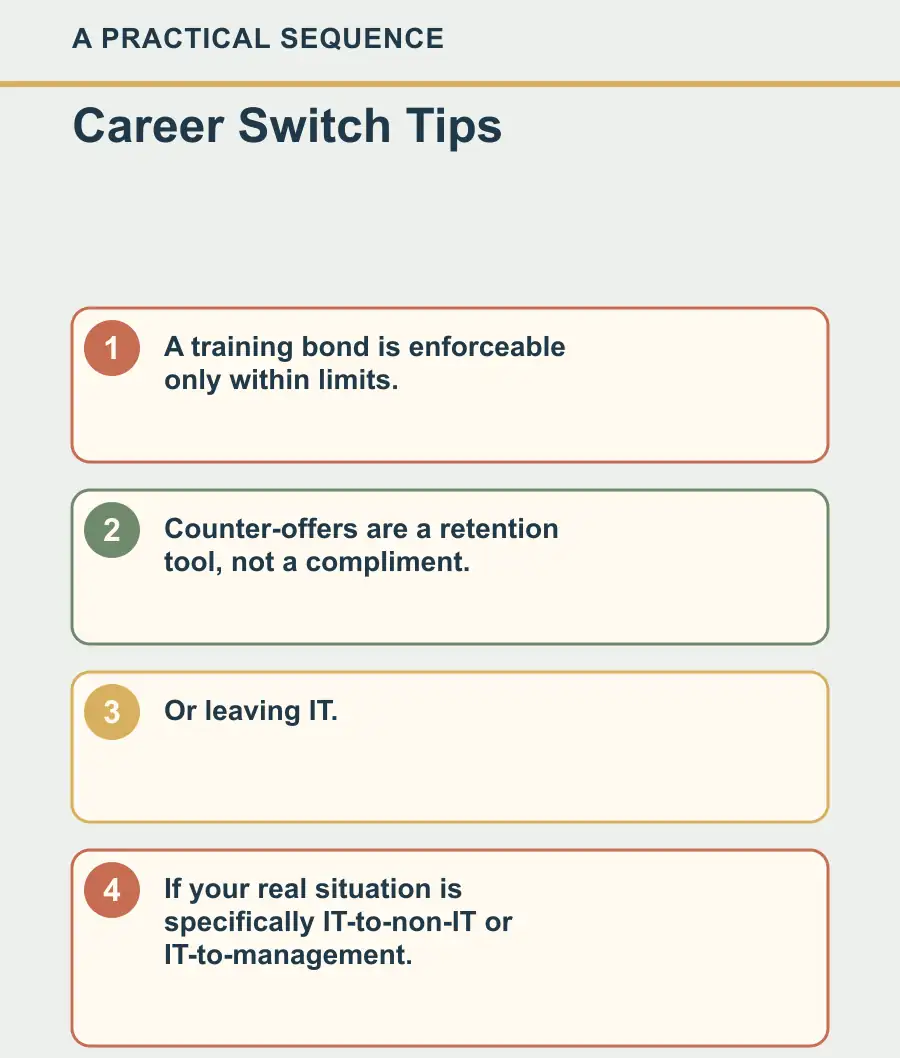 A PRACTICAL SEQUENCE
Career Switch Tips
1
A training bond is enforceable
only within limits.
2
Counter-offers are a retention
tool, not a compliment.
3
Or leaving IT.
4
If your real situation is
specifically IT-to-non-IT or
IT-to-management.